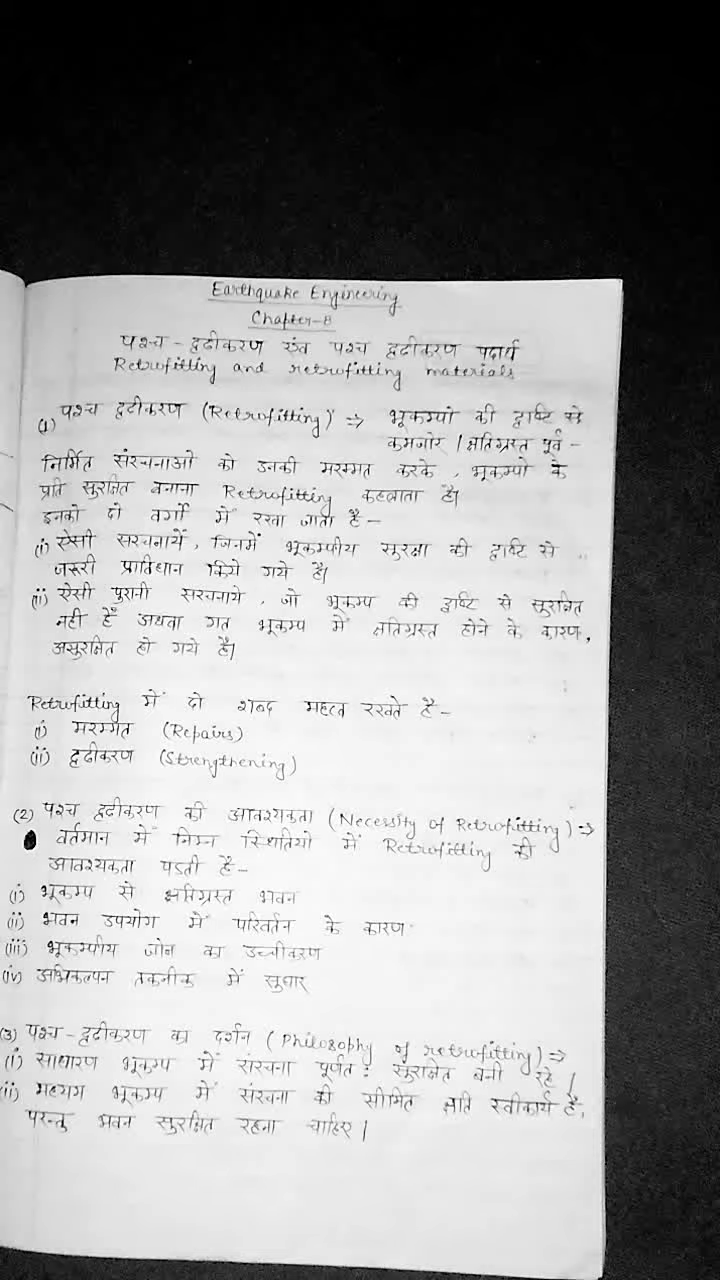 Earthquake Engineering
Chapter-8
पश्च - दृढीकरण एंव पश्च दृढीकरण पदार्थ
Retrofitting and retrofitting materials
(1) पश्च दृढीकरण (Retrofitting) ⇒ भूकम्पों की दृष्टि से
कमजोर / क्षतिग्रस्त पूर्व -
निर्मित संरचनाओं को उनकी मरम्मत करके, भूकम्पो के
प्रति सुरक्षित बनाना Retrofitting कहलाता है।
इनको दो वर्गो में रखा जाता है -
(i) ऐसी सरचनायें, जिनमें भूकम्पीय सुरक्षा की दृष्टि से
जरूरी प्राविधान किये गये है।
(ii) ऐसी पुरानी सरचनाये, जो भूकम्प की दृष्टि से सुरक्षित
नही हैं अथवा गत भूकम्प में क्षतिग्रस्त होने के कारण,
असुरक्षित हो गये है।
Retrofitting में दो शब्द महत्व रखते है -
(i) मरम्मत (Repairs)
(ii) दृढीकरण (Strengthening)
(2) पश्च दृढीकरण की आवश्यकता (Necessity of Retrofitting) ⇒
वर्तमान में निम्न स्थितियो में Retrofitting की
आवश्यकता पडती है -
(i) भूकम्प से क्षतिग्रस्त भवन
(ii) भवन उपयोग में परिवर्तन के कारण
(iii) भूकम्पीय जोन का उच्चीकरण
(iv) अभिकल्पन तकनीक में सुधार
(3) पश्च - दृढीकरण का दर्शन (Philosophy of retrofitting) ⇒
(i) साधारण भूकम्प में संरचना पूर्णत: सुरक्षित बनी रहे।
(ii) मध्यम भूकम्प में संरचना की सीमित क्षति स्वीकार्य है,
परन्तु भवन सुरक्षित रहना चाहिए।